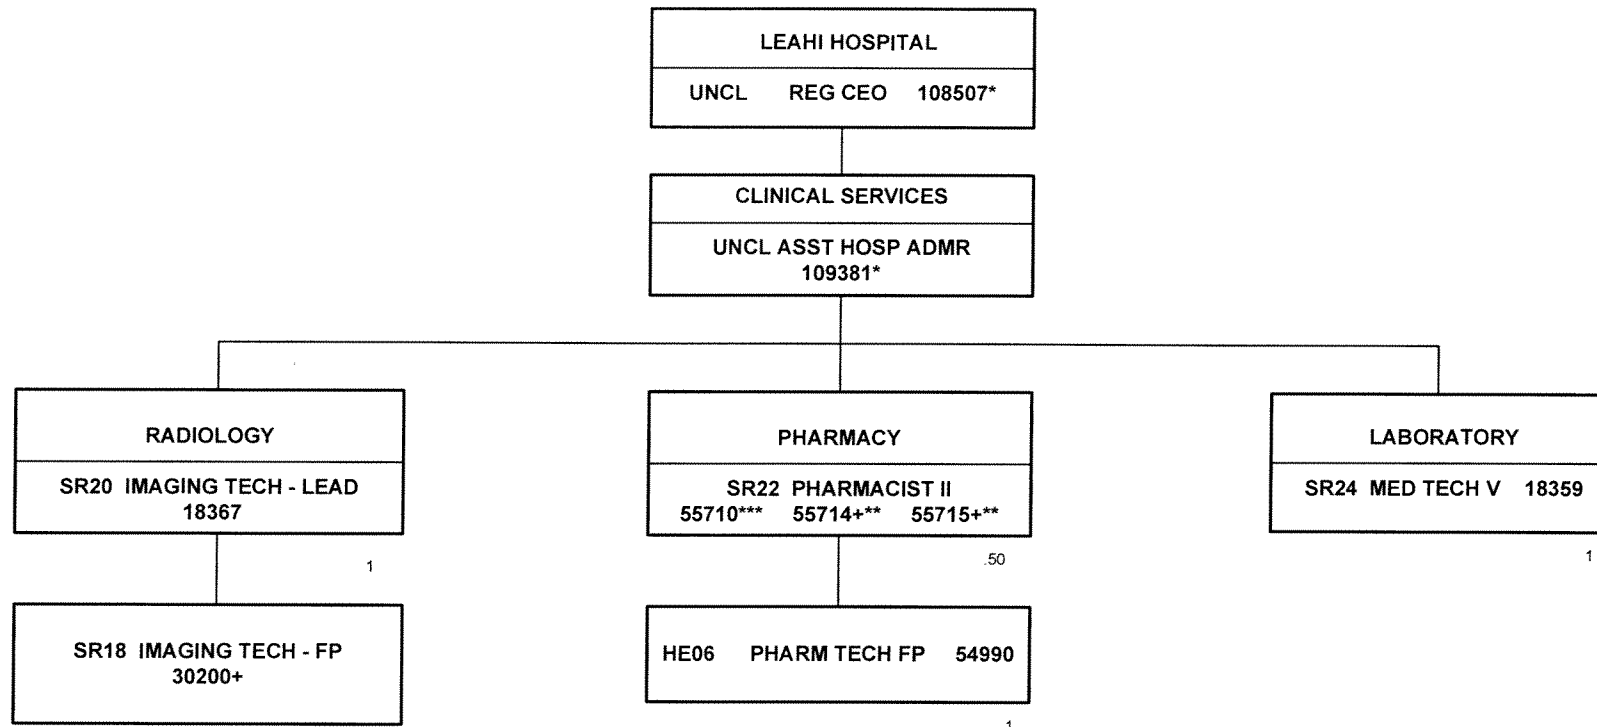 LEAHI HOSPITAL
UNCL REG CEO 108507*
CLINICAL SERVICES
UNCL ASST HOSP ADMR
109381*
RADIOLOGY
SR20 IMAGING TECH - LEAD
18367
1
SR18 IMAGING TECH - FP
30200+
PHARMACY
SR22 PHARMACIST II
55710*** 55714+** 55715+**
.50
HE06 PHARM TECH FP 54990
1
LABORATORY
SR24 MED TECH V 18359
1